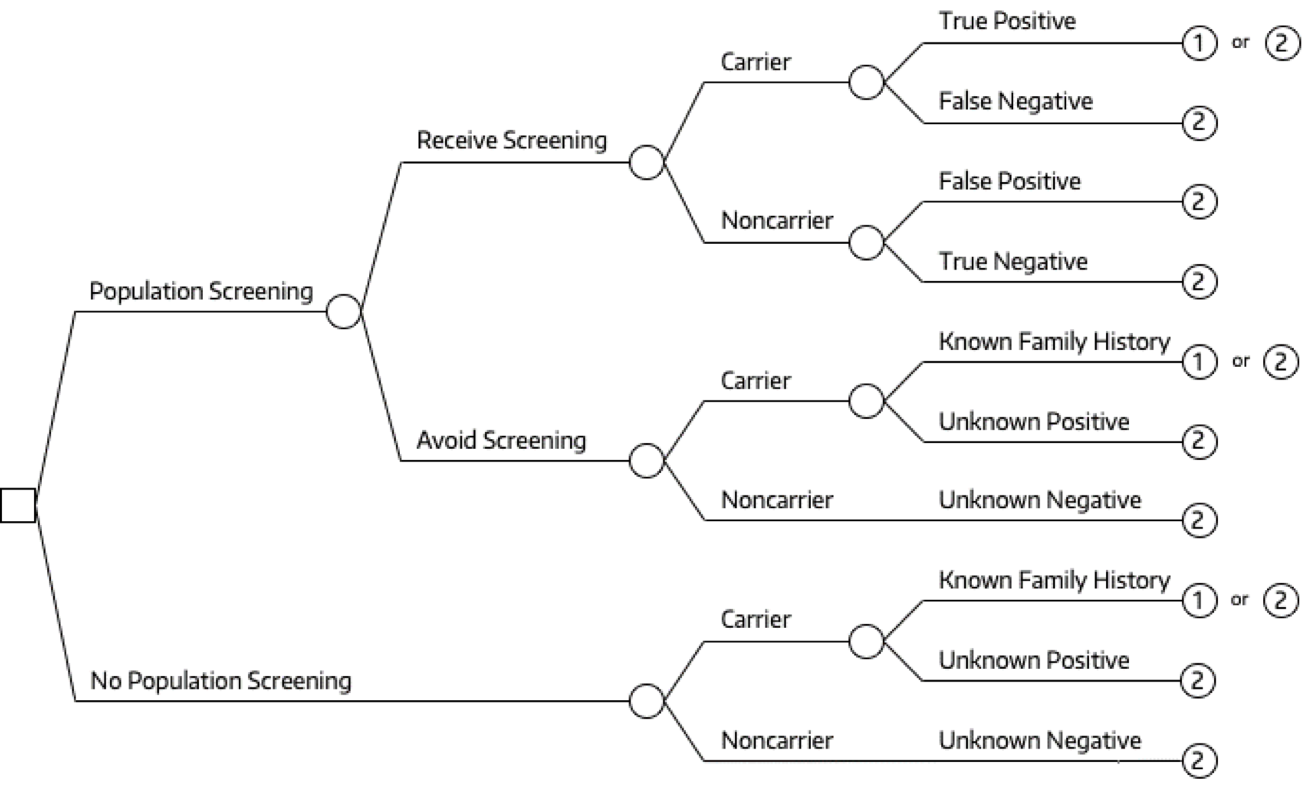 True Positive
1 or 2
Carrier
False Negative
2
Receive Screening
False Positive
2
Noncarrier
True Negative
2
Population Screening
Known Family History
1 or 2
Carrier
Unknown Positive
2
Avoid Screening
Noncarrier
Unknown Negative
2
Known Family History
1 or 2
Carrier
Unknown Positive
2
No Population Screening
Noncarrier
Unknown Negative
2